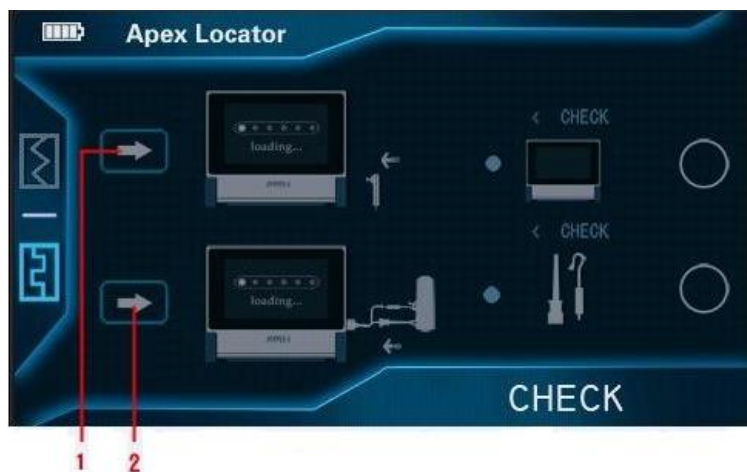 Apex Locator
< CHECK
loading...
< CHECK
loading...
CHECK
1 2